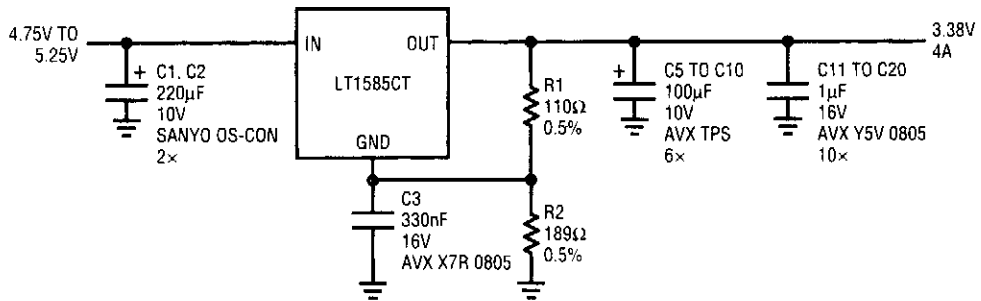 4.75V TO
5.25V
+
C1, C2
220µF
10V
SANYO OS-CON
2×
IN
OUT
LT1585CT
GND
C3
330nF
16V
AVX X7R 0805
R1
110Ω
0.5%
R2
189Ω
0.5%
+
C5 TO C10
100µF
10V
AVX TPS
6×
C11 TO C20
1µF
16V
AVX Y5V 0805
10×
3.38V
4A